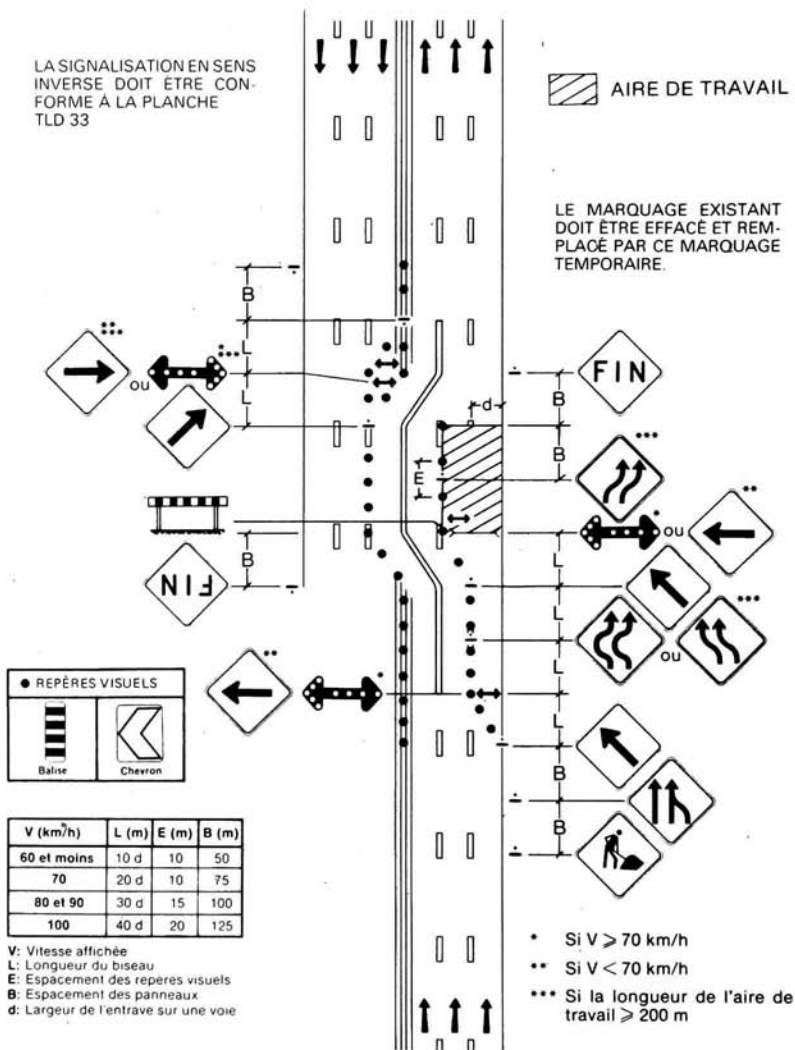 LA SIGNALISATION EN SENS
INVERSE DOIT ÊTRE CON-
FORME À LA PLANCHE
TLD 33
AIRE DE TRAVAIL
LE MARQUAGE EXISTANT
DOIT ÊTRE EFFACÉ ET REM-
PLACÉ PAR CE MARQUAGE
TEMPORAIRE.
B
L
L
B
ou
FIN
B
B
d
E
***
FIN
* ou **
L
L
L
L
B
B
***
ou
**
*
● REPÈRES VISUELS
Balise
Chevron
V (km/h) L (m) E (m) B (m)
60 et moins 10 d 10 50
70 20 d 10 75
80 et 90 30 d 15 100
100 40 d 20 125
V: Vitesse affichée
L: Longueur du biseau
E: Espacement des repères visuels
B: Espacement des panneaux
d: Largeur de l'entrave sur une voie
* Si V ⩾ 70 km/h
** Si V < 70 km/h
*** Si la longueur de l'aire de
travail ⩾ 200 m